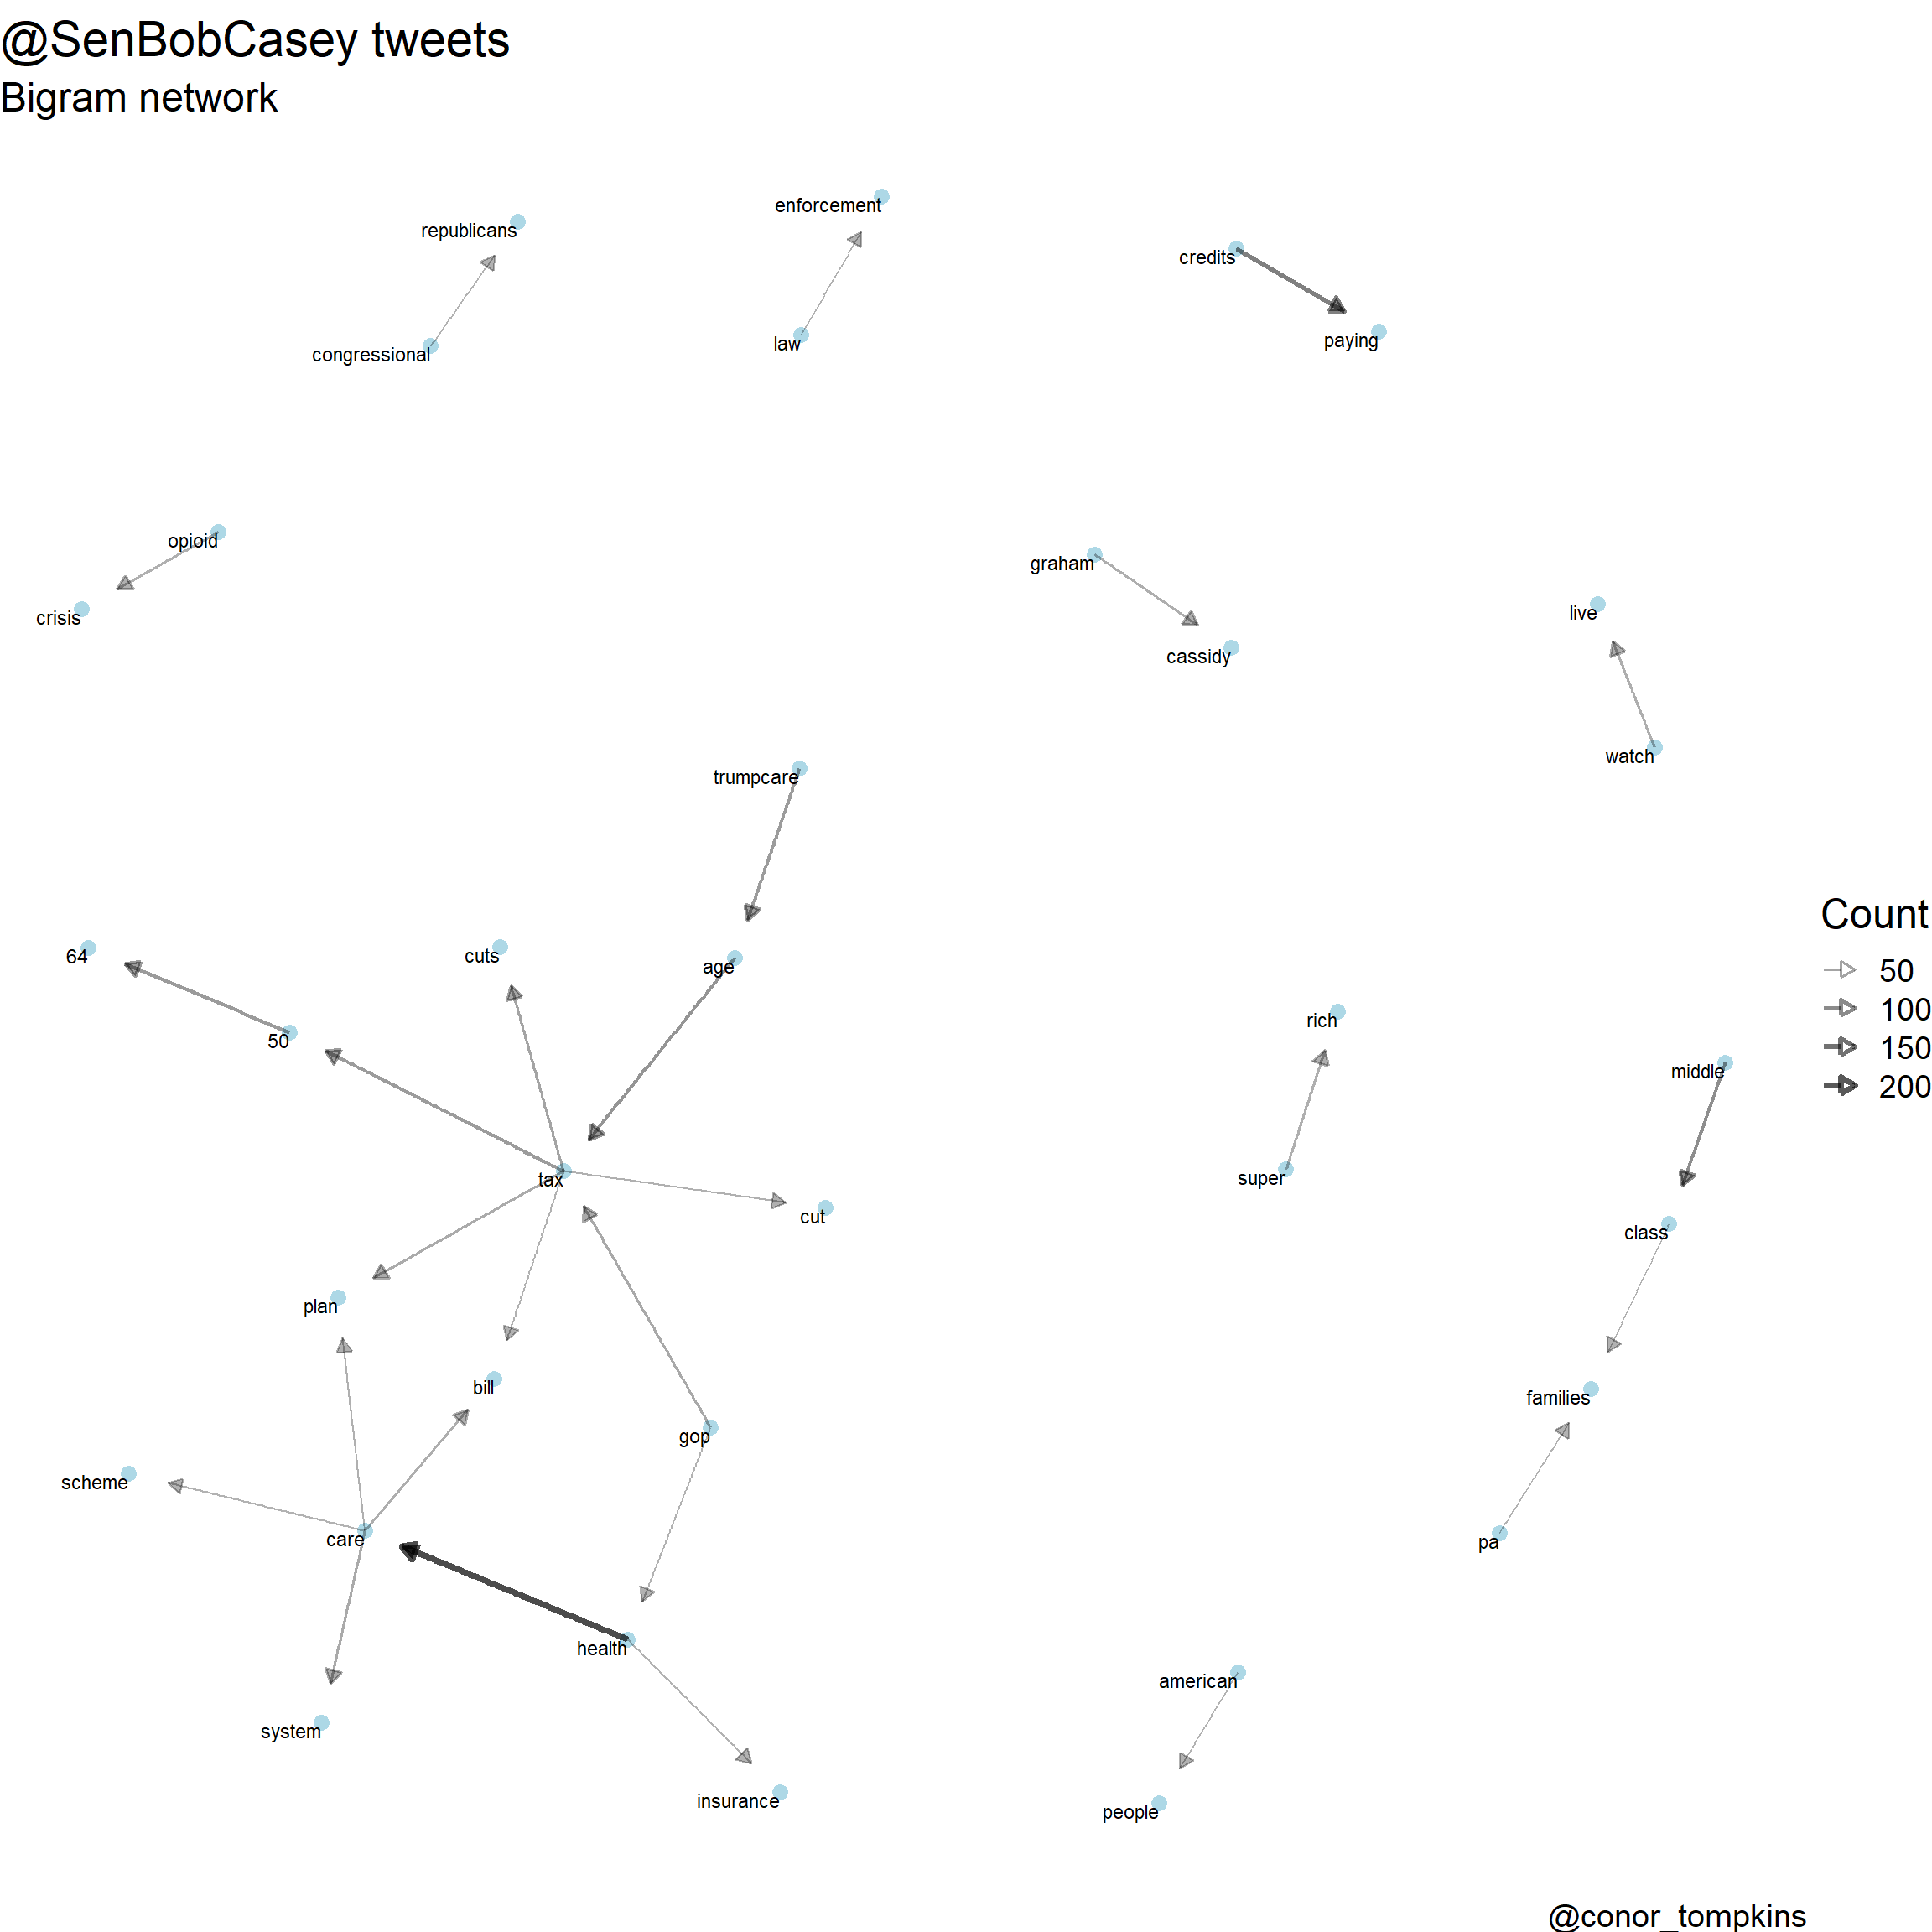 @SenBobCasey tweets
Bigram network
enforcement
republicans
credits
paying
law
congressional
opioid
graham
crisis
live
cassidy
watch
trumpcare
64
cuts
age
Count
50
100
150
200
rich
50
middle
super
tax
cut
class
plan
bill
families
gop
scheme
care
pa
health
american
system
insurance
people
@conor_tompkins